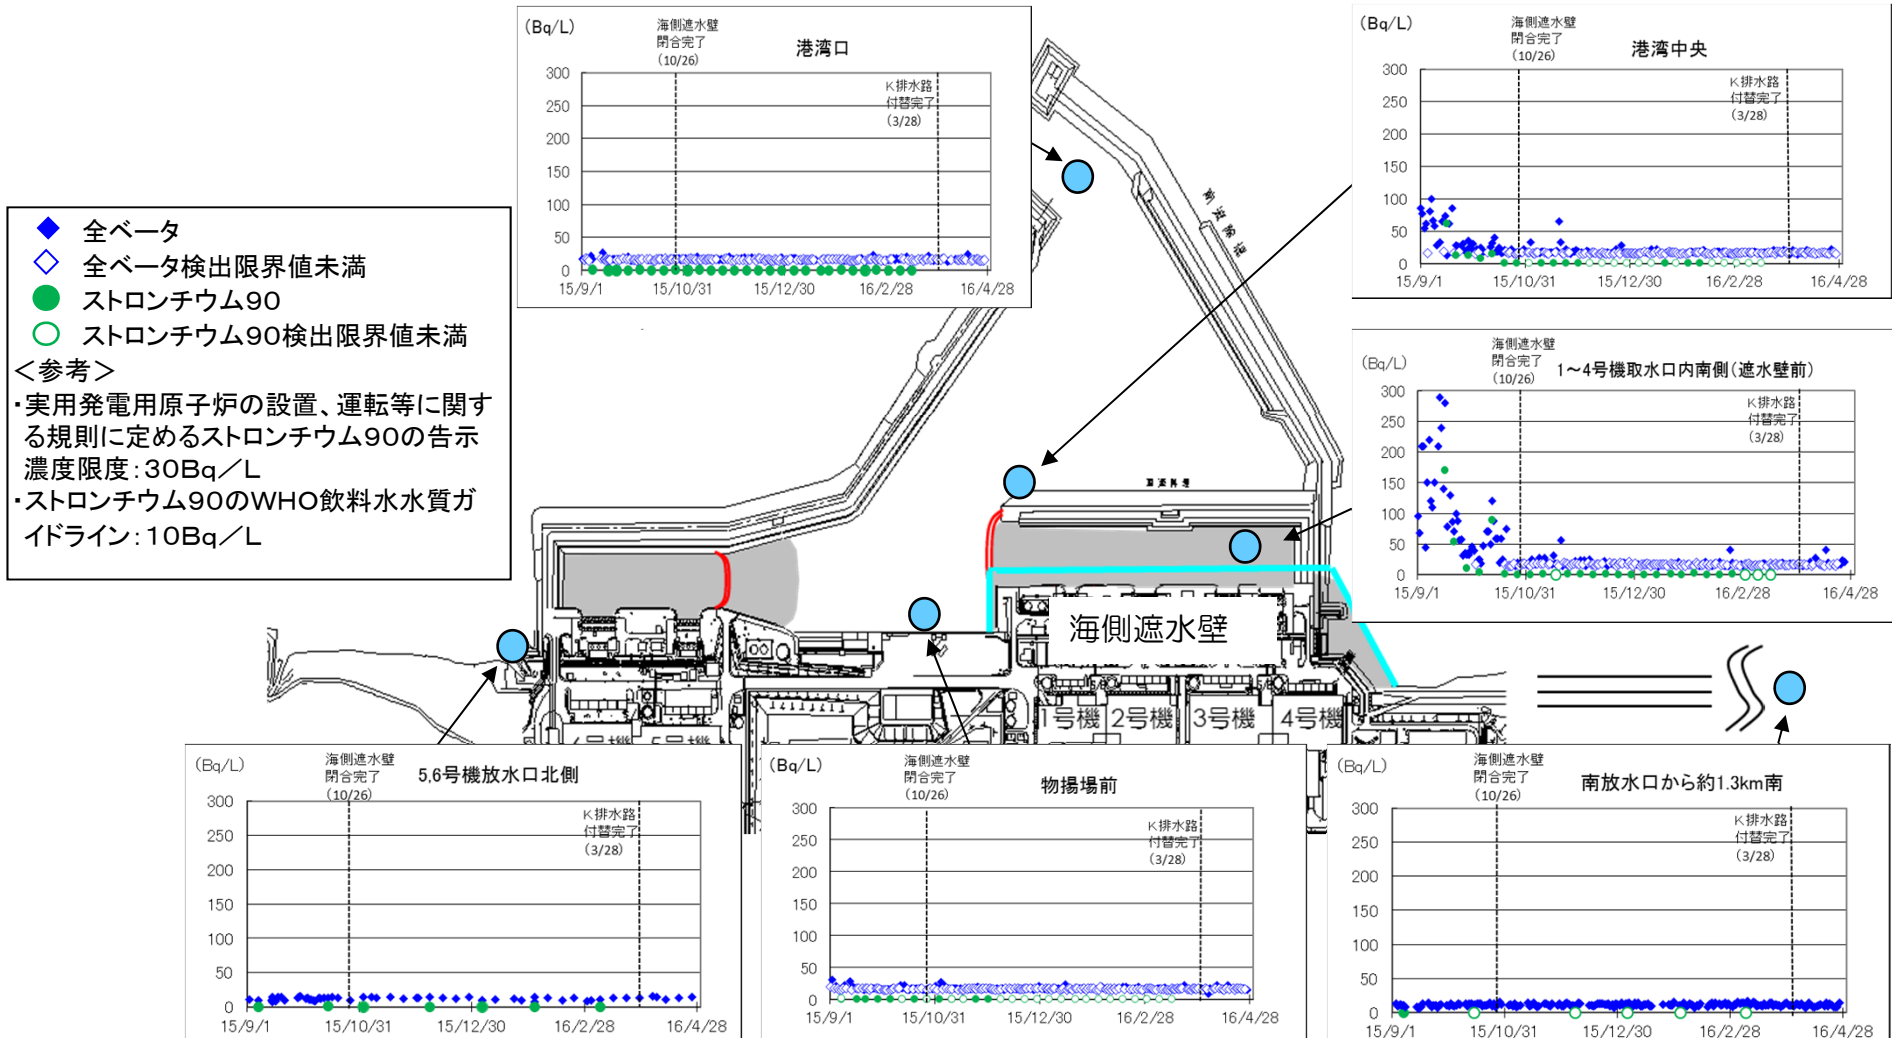 (Bq/L)
海側遮水壁
閉合完了
(10/26)
港湾口
K排水路
付替完了
(3/28)
300
250
200
150
100
50
0
15/9/1
15/10/31
15/12/30
16/2/28
16/4/28
(Bq/L)
海側遮水壁
閉合完了
(10/26)
港湾中央
K排水路
付替完了
(3/28)
300
250
200
150
100
50
0
15/9/1
15/10/31
15/12/30
16/2/28
16/4/28
全ベータ
全ベータ検出限界値未満
ストロンチウム90
ストロンチウム90検出限界値未満
<参考>
・実用発電用原子炉の設置、運転等に関す
る規則に定めるストロンチウム90の告示
濃度限度:30Bq/L
・ストロンチウム90のWHO飲料水水質ガ
イドライン:10Bq/L
(Bq/L)
海側遮水壁
閉合完了
(10/26)
1~4号機取水口内南側(遮水壁前)
K排水路
付替完了
(3/28)
300
250
200
150
100
50
0
15/9/1
15/10/31
15/12/30
16/2/28
16/4/28
海側遮水壁
1号機
2号機
3号機
4号機
(Bq/L)
海側遮水壁
閉合完了
(10/26)
5,6号機放水口北側
K排水路
付替完了
(3/28)
300
250
200
150
100
50
0
15/9/1
15/10/31
15/12/30
16/2/28
16/4/28
(Bq/L)
海側遮水壁
閉合完了
(10/26)
物揚場前
K排水路
付替完了
(3/28)
300
250
200
150
100
50
0
15/9/1
15/10/31
15/12/30
16/2/28
16/4/28
(Bq/L)
海側遮水壁
閉合完了
(10/26)
南放水口から約1.3km南
K排水路
付替完了
(3/28)
300
250
200
150
100
50
0
15/9/1
15/10/31
15/12/30
16/2/28
16/4/28